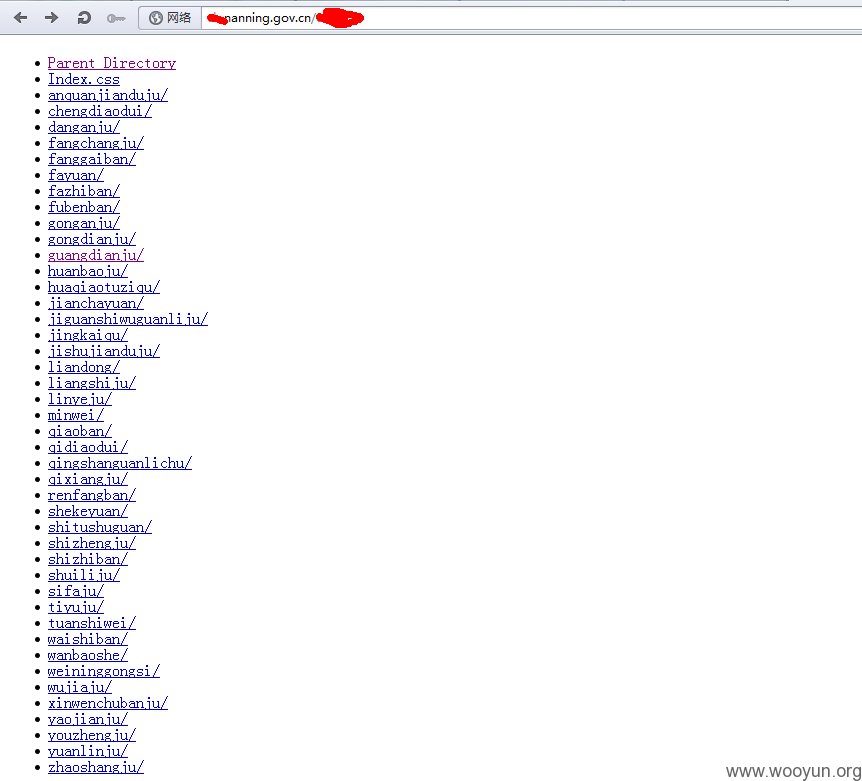 网络 nanning.gov.cn/
Parent Directory
Index.css
anquanjianduju/
chengdiaodui/
danganju/
fangchangju/
fanggaiban/
fayuan/
fazhiban/
fubenban/
gonganju/
gongdianju/
guangdianju/
huanbaoju/
huaqiaotuziqu/
jianchayuan/
jiguanshiwuguanliju/
jingkaiqu/
jishujianduju/
liandong/
liangshiju/
linyeju/
minwei/
qiaoban/
qidiaodui/
qingshanguanlichu/
qixiangju/
renfangban/
shekeyuan/
shitushuguan/
shizhengju/
shizhiban/
shuiliju/
sifaju/
tiyuju/
tuanshiwei/
waishiban/
wanbaoshe/
weininggongsi/
wujiaju/
xinwenchubanju/
yaojianju/
youzhengju/
yuanlinju/
zhaoshangju/
www.wooyun.org